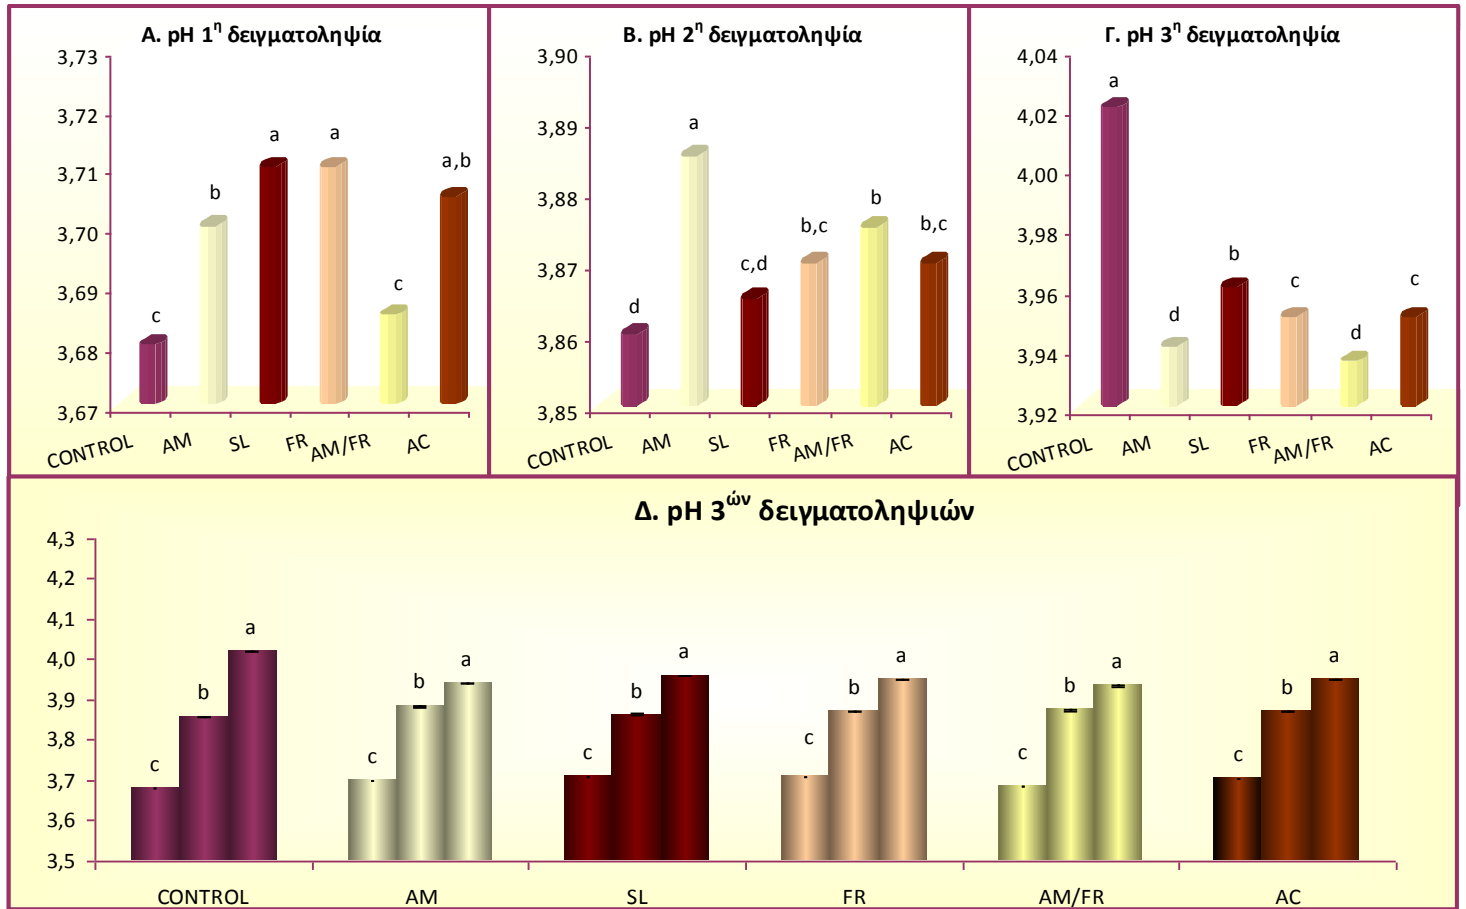 Α. pH 1η δειγματοληψία
3,73
3,72
3,71
3,70
3,69
3,68
3,67
c
b
a
a
c
a,b
CONTROL
AM
SL
FR
AM/FR
AC
Β. pH 2η δειγματοληψία
3,90
3,89
3,88
3,87
3,86
3,85
d
a
c,d
b,c
b
b,c
CONTROL
AM
SL
FR
AM/FR
AC
Γ. pH 3η δειγματοληψία
4,04
4,02
4,00
3,98
3,96
3,94
3,92
a
d
b
c
d
c
CONTROL
AM
SL
FR
AM/FR
AC
Δ. pH 3ών δειγματοληψιών
4,3
4,2
4,1
4,0
3,9
3,8
3,7
3,6
3,5
c b a
c b a
c b a
c b a
c b a
c b a
CONTROL AM SL FR AM/FR AC